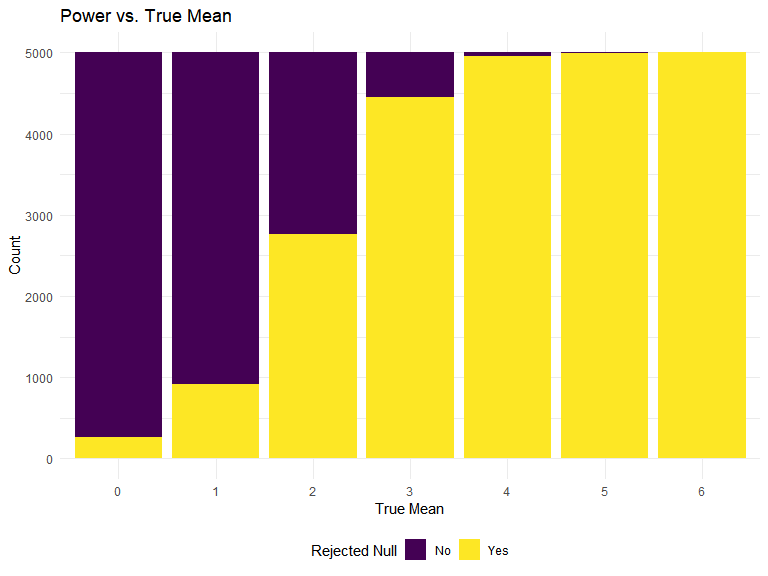 Power vs. True Mean
5000
4000
3000
2000
1000
0
Count
0 1 2 3 4 5 6
True Mean
Rejected Null No Yes